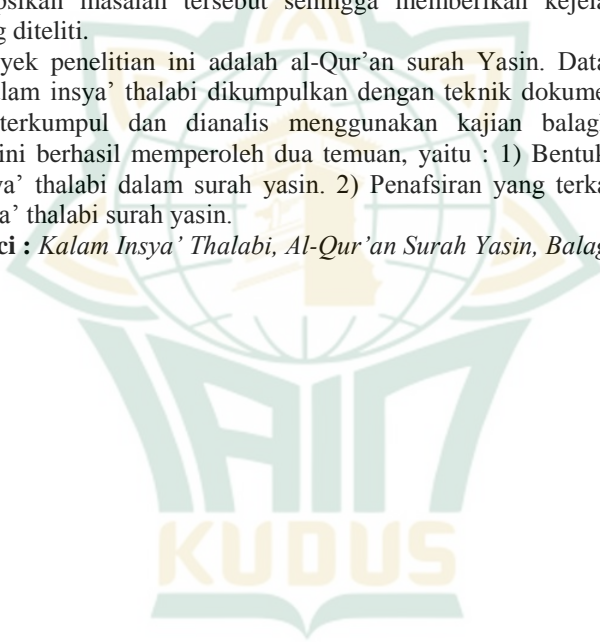 osikan masalah tersebut sehingga memberikan kejela
g diteliti.
yek penelitian ini adalah al-Qur'an surah Yasin. Data
lam insya' thalabi dikumpulkan dengan teknik dokume
terkumpul dan dianalis menggunakan kajian balag
ini berhasil memperoleh dua temuan, yaitu : 1) Bentuk
ya' thalabi dalam surah yasin. 2) Penafsiran yang terka
a' thalabi surah yasin.
ci : Kalam Insya' Thalabi, Al-Qur'an Surah Yasin, Balag
IAIN
KUDUS